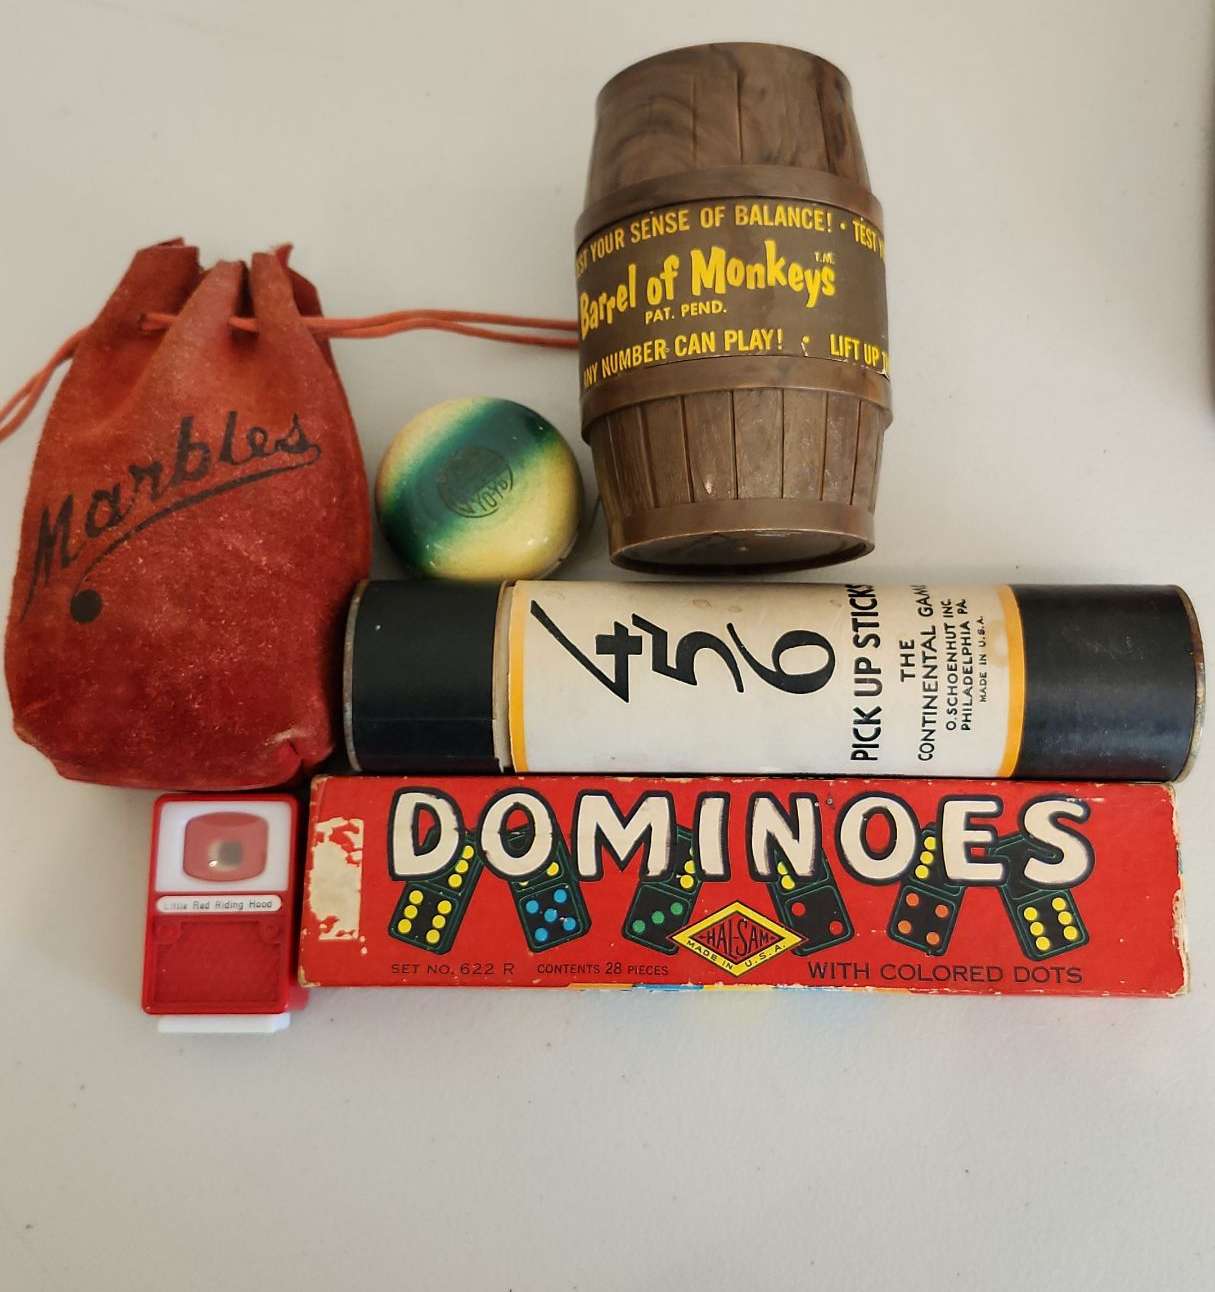 TEST YOUR SENSE OF BALANCE! • TEST
Barrel of Monkeys T.M.
PAT. PEND.
ANY NUMBER CAN PLAY! • LIFT UP
Marbles
YOYO
456
PICK UP STICKS
THE
CONTINENTAL GAME
O. SCHOENHUT INC.
PHILADELPHIA PA.
MADE IN U.S.A.
DOMINOES
HALSAM
MADE IN U.S.A.
SET NO. 622 R CONTENTS 28 PIECES
WITH COLORED DOTS
Little Red Riding Hood